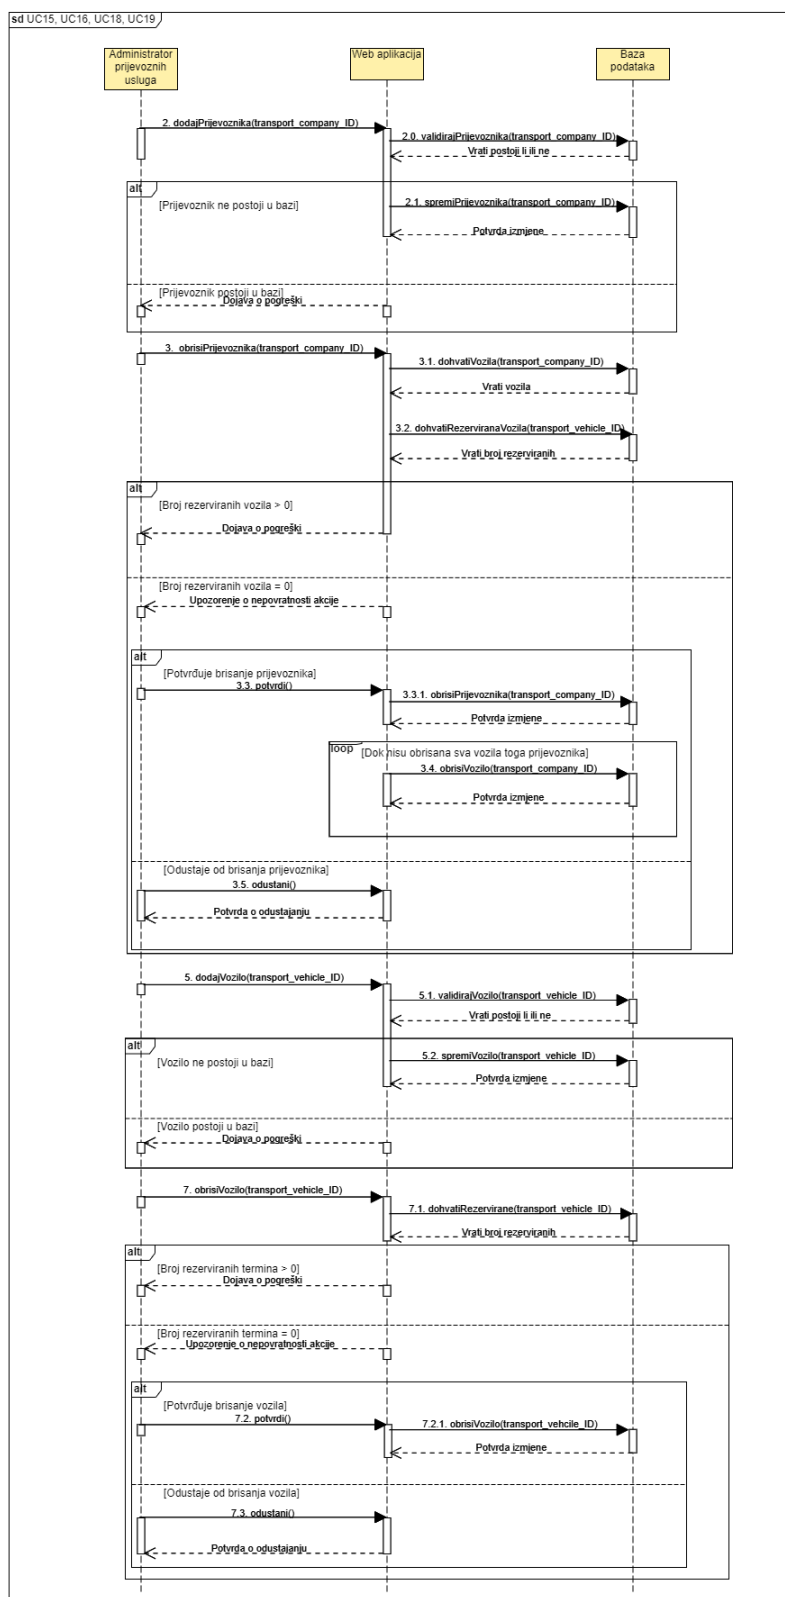 sd UC15, UC16, UC18, UC19
Administrator
prijevoznih
usluga
Web aplikacija
Baza
podataka
2. dodajPrijevoznika(transport_company_ID)
2.0. validirajPrijevoznika(transport_company_ID)
Vrati postoji li ili ne
alt
[Prijevoznik ne postoji u bazi]
2.1. spremiPrijevoznika(transport_company_ID)
Potvrda izmjene
[Prijevoznik postoji u bazi]
Dojava o pogreški
3. obrisiPrijevoznika(transport_company_ID)
3.1. dohvatiVozila(transport_company_ID)
Vrati vozila
3.2. dohvatiRezerviranaVozila(transport_vehicle_ID)
Vrati broj rezerviranih
alt
[Broj rezerviranih vozila > 0]
Dojava o pogreški
[Broj rezerviranih vozila = 0]
Upozorenje o nepovratnosti akcije
alt
[Potvrđuje brisanje prijevoznika]
3.3. potvrdi()
3.3.1. obrisiPrijevoznika(transport_company_ID)
Potvrda izmjene
loop
[Dok nisu obrisana sva vozila toga prijevoznika]
3.4. obrisiVozilo(transport_company_ID)
Potvrda izmjene
[Odustaje od brisanja prijevoznika]
3.5. odustani()
Potvrda o odustajanju
5. dodajVozilo(transport_vehicle_ID)
5.1. validirajVozilo(transport_vehicle_ID)
Vrati postoji li ili ne
alt
[Vozilo ne postoji u bazi]
5.2. spremiVozilo(transport_vehicle_ID)
Potvrda izmjene
[Vozilo postoji u bazi]
Dojava o pogreški
7. obrisiVozilo(transport_vehicle_ID)
7.1. dohvatiRezervirane(transport_vehicle_ID)
Vrati broj rezerviranih
alt
[Broj rezerviranih termina > 0]
Dojava o pogreški
[Broj rezerviranih termina = 0]
Upozorenje o nepovratnosti akcije
alt
[Potvrđuje brisanje vozila]
7.2. potvrdi()
7.2.1. obrisiVozilo(transport_vehcile_ID)
Potvrda izmjene
[Odustaje od brisanja vozila]
7.3. odustani()
Potvrda o odustajanju